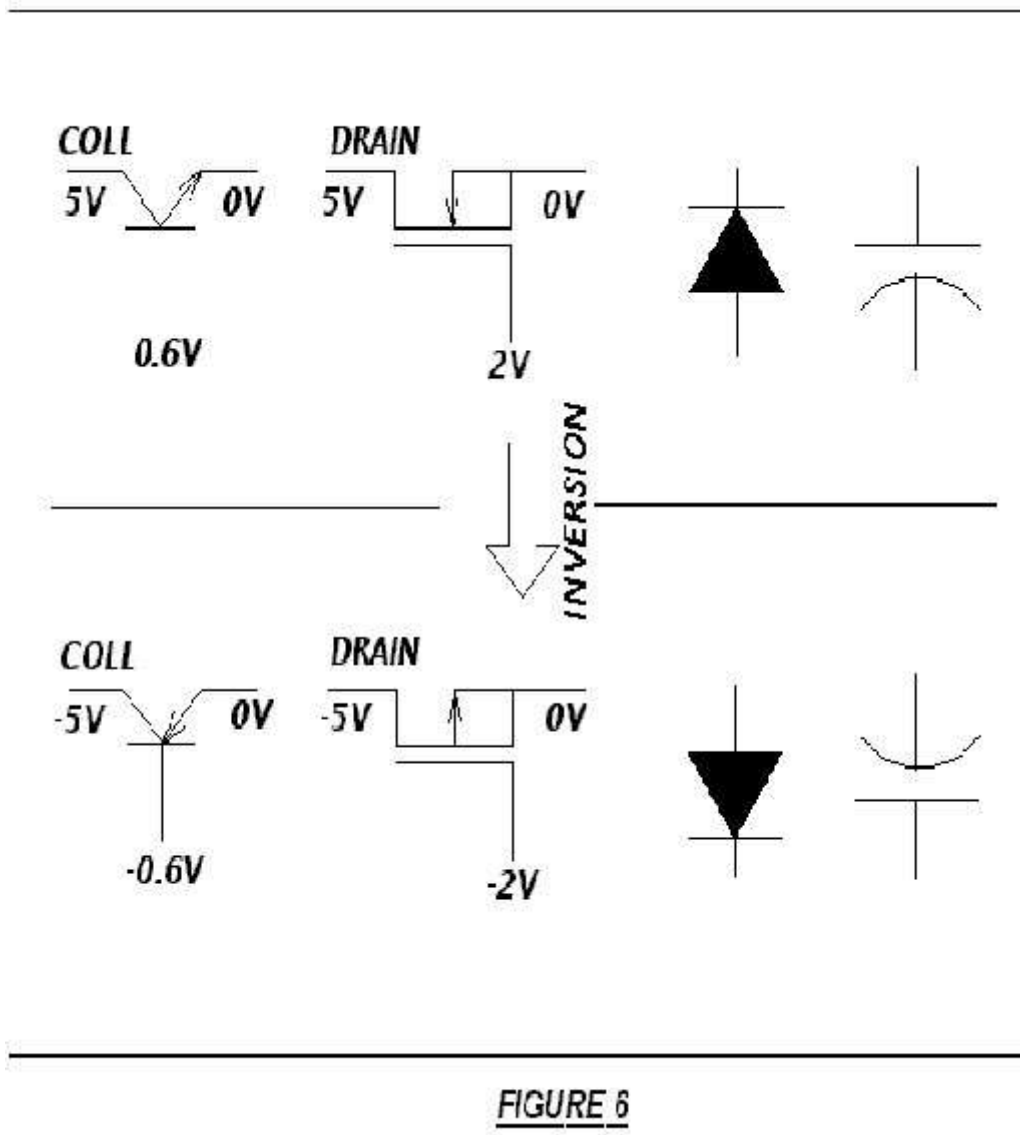 COLL DRAIN
5V 0V 5V 0V
0.6V 2V
INVERSION
COLL DRAIN
-5V 0V -5V 0V
-0.6V -2V
FIGURE 6